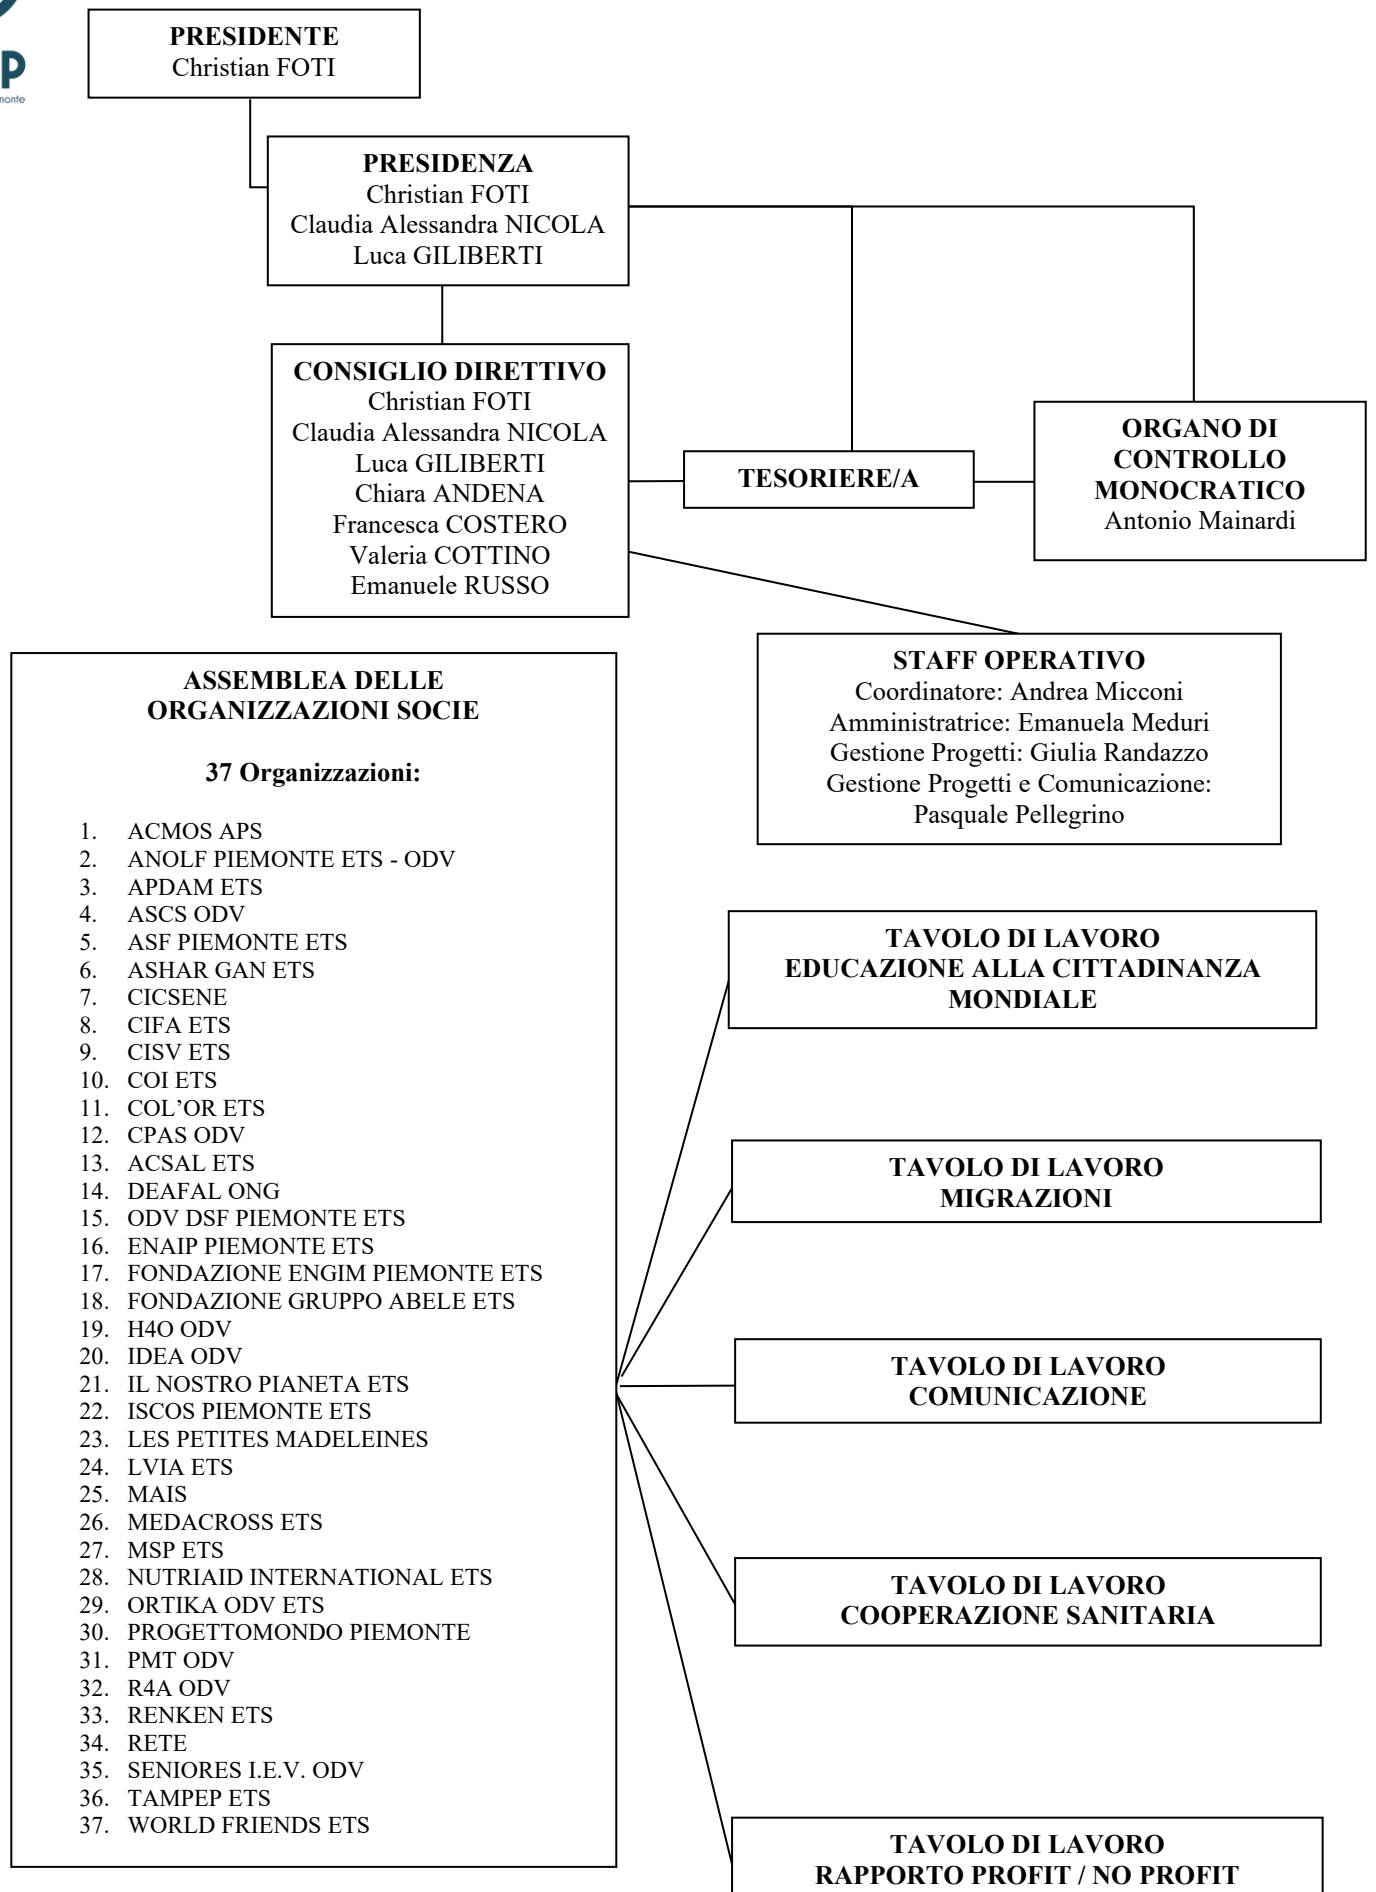 P
monte
PRESIDENTE
Christian FOTI
PRESIDENZA
Christian FOTI
Claudia Alessandra NICOLA
Luca GILIBERTI
CONSIGLIO DIRETTIVO
Christian FOTI
Claudia Alessandra NICOLA
Luca GILIBERTI
Chiara ANDENA
Francesca COSTERO
Valeria COTTINO
Emanuele RUSSO
TESORIERE/A
ORGANO DI
CONTROLLO
MONOCRATICO
Antonio Mainardi
STAFF OPERATIVO
Coordinatore: Andrea Micconi
Amministratrice: Emanuela Meduri
Gestione Progetti: Giulia Randazzo
Gestione Progetti e Comunicazione:
Pasquale Pellegrino
ASSEMBLEA DELLE
ORGANIZZAZIONI SOCIE
37 Organizzazioni:
1. ACMOS APS
2. ANOLF PIEMONTE ETS - ODV
3. APDAM ETS
4. ASCS ODV
5. ASF PIEMONTE ETS
6. ASHAR GAN ETS
7. CICSENE
8. CIFA ETS
9. CISV ETS
10. COI ETS
11. COL’OR ETS
12. CPAS ODV
13. ACSAL ETS
14. DEAFAL ONG
15. ODV DSF PIEMONTE ETS
16. ENAIP PIEMONTE ETS
17. FONDAZIONE ENGIM PIEMONTE ETS
18. FONDAZIONE GRUPPO ABELE ETS
19. H4O ODV
20. IDEA ODV
21. IL NOSTRO PIANETA ETS
22. ISCOS PIEMONTE ETS
23. LES PETITES MADELEINES
24. LVIA ETS
25. MAIS
26. MEDACROSS ETS
27. MSP ETS
28. NUTRIAID INTERNATIONAL ETS
29. ORTIKA ODV ETS
30. PROGETTOMONDO PIEMONTE
31. PMT ODV
32. R4A ODV
33. RENKEN ETS
34. RETE
35. SENIORES I.E.V. ODV
36. TAMPEP ETS
37. WORLD FRIENDS ETS
TAVOLO DI LAVORO
EDUCAZIONE ALLA CITTADINANZA
MONDIALE
TAVOLO DI LAVORO
MIGRAZIONI
TAVOLO DI LAVORO
COMUNICAZIONE
TAVOLO DI LAVORO
COOPERAZIONE SANITARIA
TAVOLO DI LAVORO
RAPPORTO PROFIT / NO PROFIT